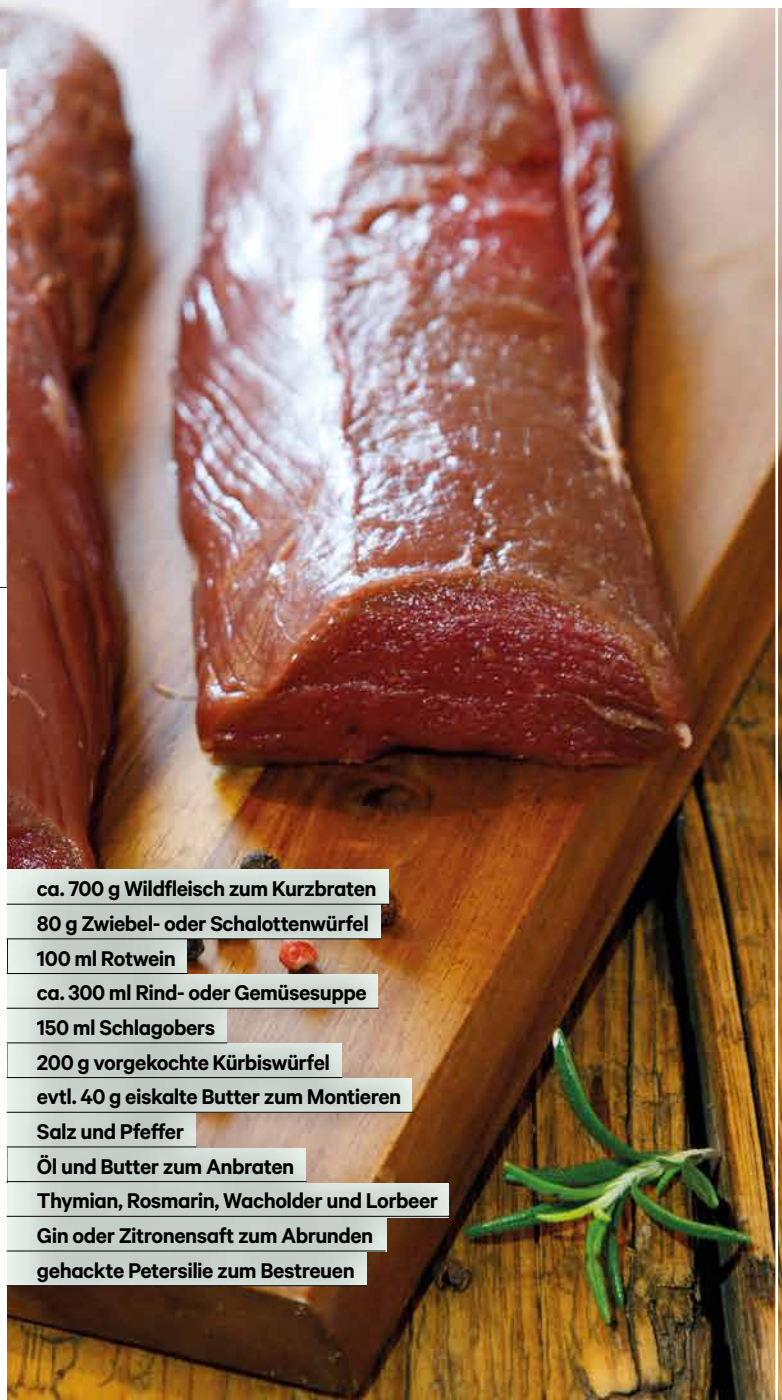 ca. 700 g Wildfleisch zum Kurzbraten
80 g Zwiebel- oder Schalottenwürfel
100 ml Rotwein
ca. 300 ml Rind- oder Gemüsesuppe
150 ml Schlagobers
200 g vorgekochte Kürbiswürfel
evtl. 40 g eiskalte Butter zum Montieren
Salz und Pfeffer
Öl und Butter zum Anbraten
Thymian, Rosmarin, Wacholder und Lorbeer
Gin oder Zitronensaft zum Abrunden
gehackte Petersilie zum Bestreuen